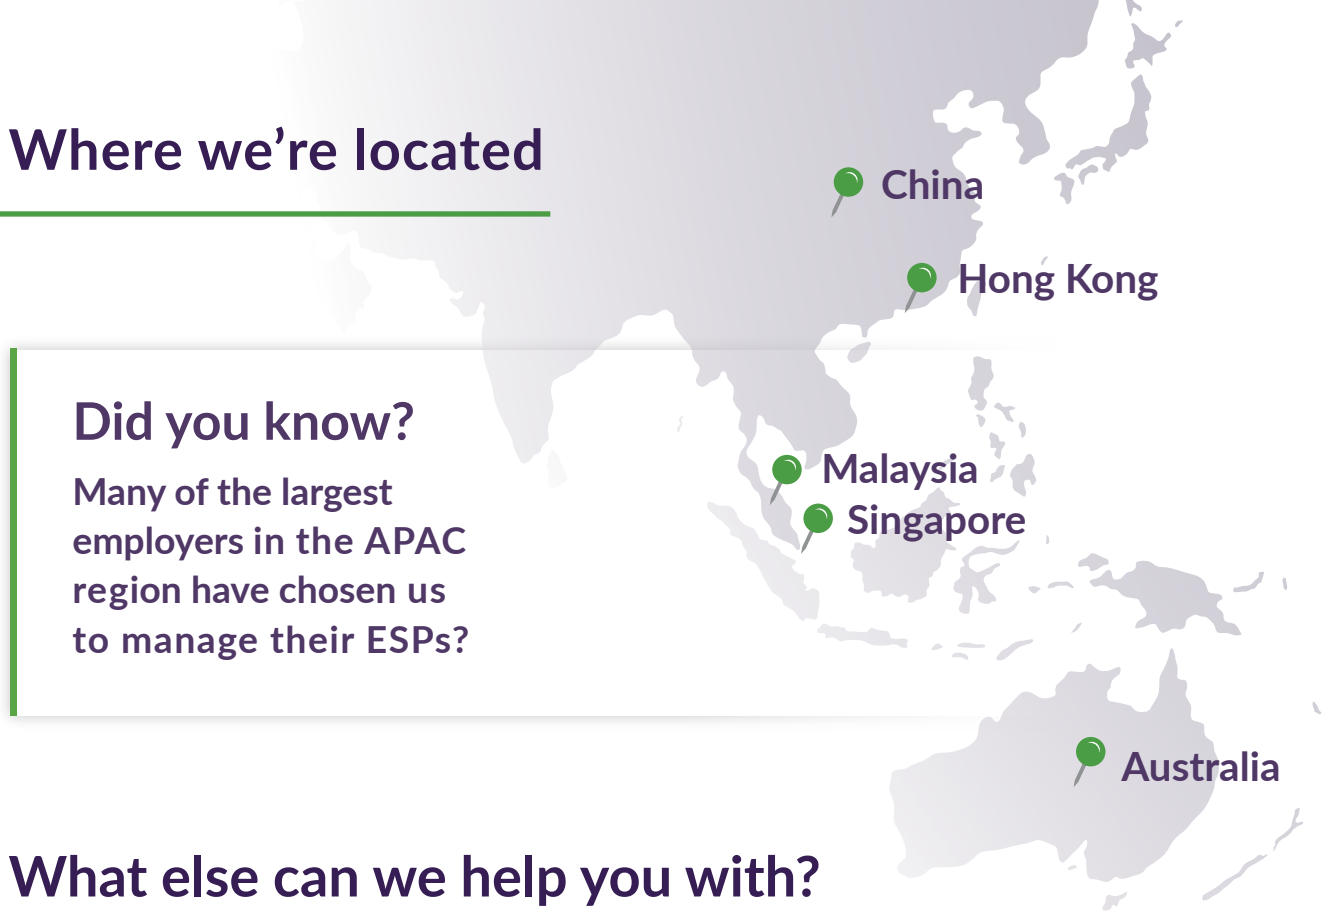 Where we’re located
China
Hong Kong
Did you know?
Many of the largest
employers in the APAC
region have chosen us
to manage their ESPs?
Malaysia
Singapore
Australia
What else can we help you with?